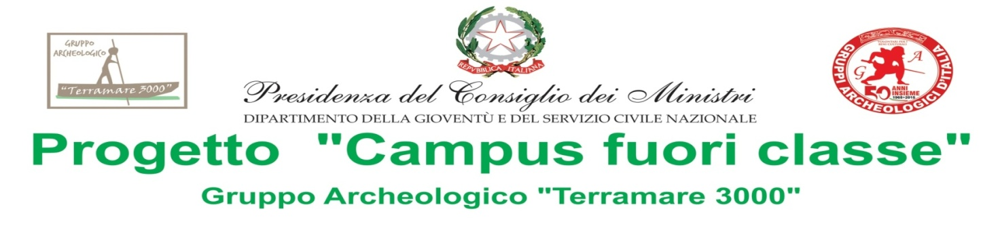 GRUPPO
ARCHEOLOGICO
"Terramare 3000"
REPVBBLICA ITALIANA
Presidenza del Consiglio dei Ministri
DIPARTIMENTO DELLA GIOVENTÙ E DEL SERVIZIO CIVILE NAZIONALE
VOLONTARI PER I
BENI CULTURALI
G A
50 ANNI
INSIEME
1965-2015
GRUPPI ARCHEOLOGICI D'ITALIA
Progetto "Campus fuori classe"
Gruppo Archeologico "Terramare 3000"